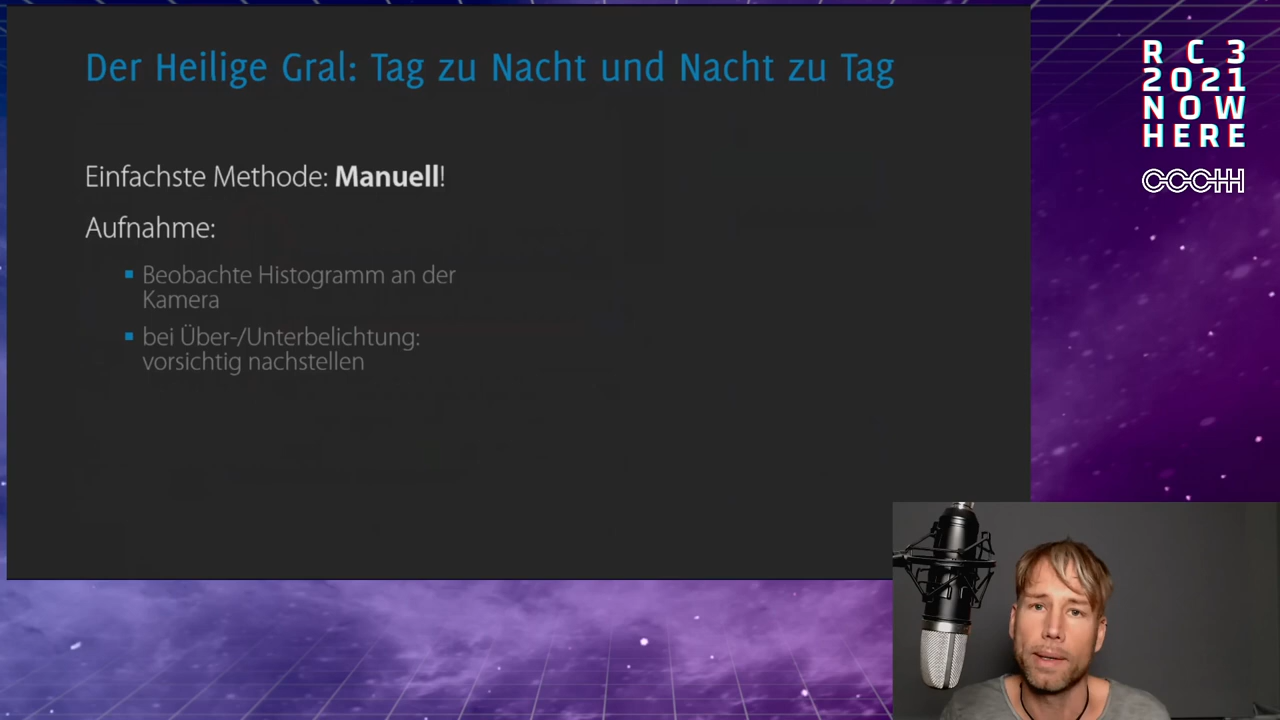 Der Heilige Gral: Tag zu Nacht und Nacht zu Tag
Einfachste Methode: Manuell!
Aufnahme:
Beobachte Histogramm an der
Kamera
bei Über-/Unterbelichtung:
vorsichtig nachstellen
R C 3
2021
NOW
HERE
CCCHH